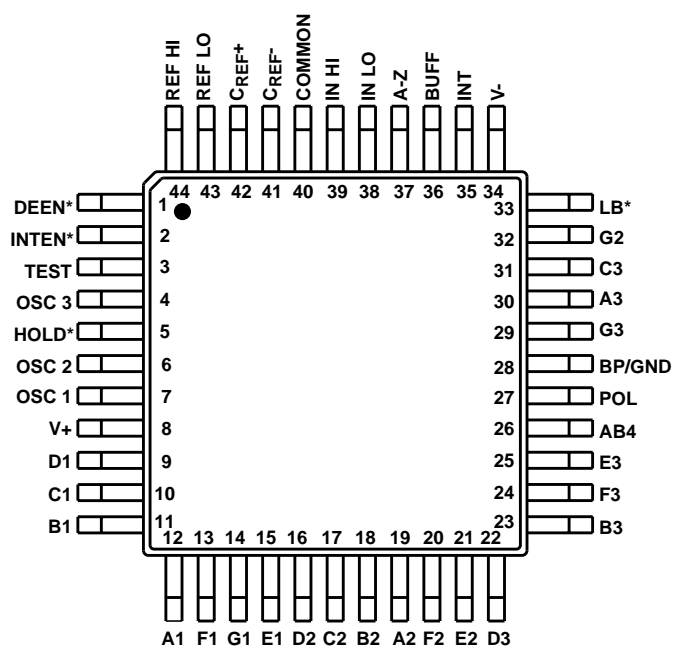 REF HI
REF LO
CREF+
CREF-
COMMON
IN HI
IN LO
A-Z
BUFF
INT
V-
44 43 42 41 40 39 38 37 36 35 34
DEEN* 1
INTEN* 2
TEST 3
OSC 3 4
HOLD* 5
OSC 2 6
OSC 1 7
V+ 8
D1 9
C1 10
B1 11
33 LB*
32 G2
31 C3
30 A3
29 G3
28 BP/GND
27 POL
26 AB4
25 E3
24 F3
23 B3
12 13 14 15 16 17 18 19 20 21 22
A1 F1 G1 E1 D2 C2 B2 A2 F2 E2 D3